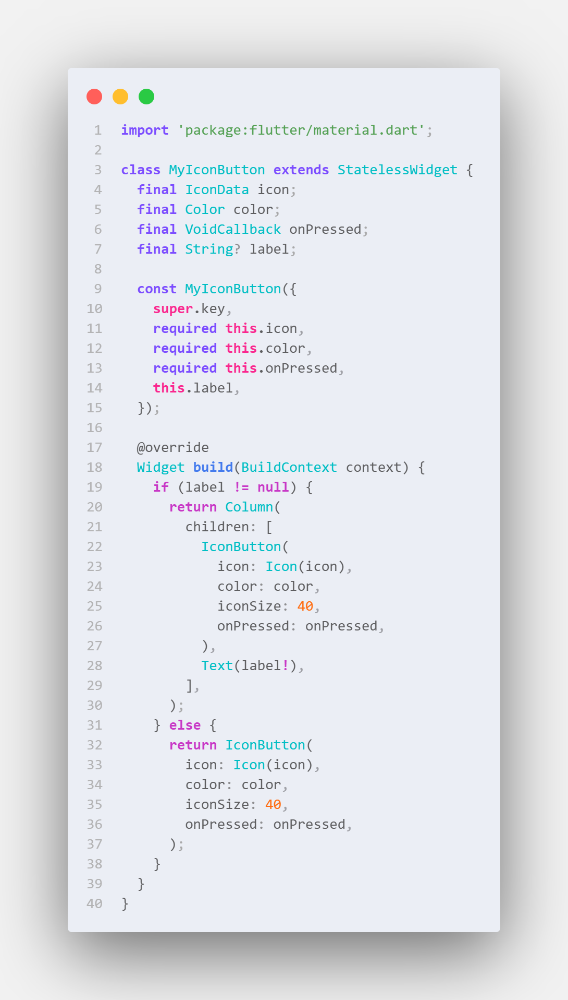 1 import 'package:flutter/material.dart';
2
3 class MyIconButton extends StatelessWidget {
4   final IconData icon;
5   final Color color;
6   final VoidCallback onPressed;
7   final String? label;
8
9   const MyIconButton({
10     super.key,
11     required this.icon,
12     required this.color,
13     required this.onPressed,
14     this.label,
15   });
16
17   @override
18   Widget build(BuildContext context) {
19     if (label != null) {
20       return Column(
21         children: [
22           IconButton(
23             icon: Icon(icon),
24             color: color,
25             iconSize: 40,
26             onPressed: onPressed,
27           ),
28           Text(label!),
29         ],
30       );
31     } else {
32       return IconButton(
33         icon: Icon(icon),
34         color: color,
35         iconSize: 40,
36         onPressed: onPressed,
37       );
38     }
39   }
40 }